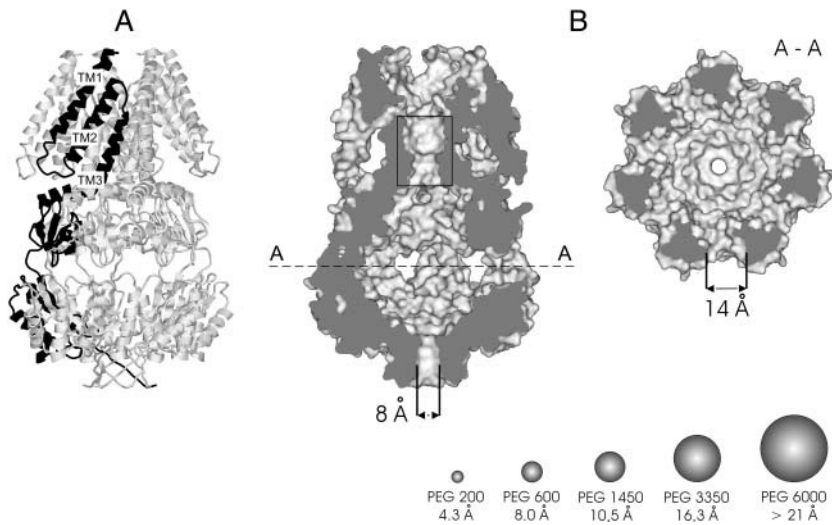 A
B
TM1
TM2
TM3
A - A
A A
14 Å
8 Å
PEG 200 PEG 600 PEG 1450 PEG 3350 PEG 6000
4.3 Å 8.0 Å 10,5 Å 16,3 Å > 21 Å